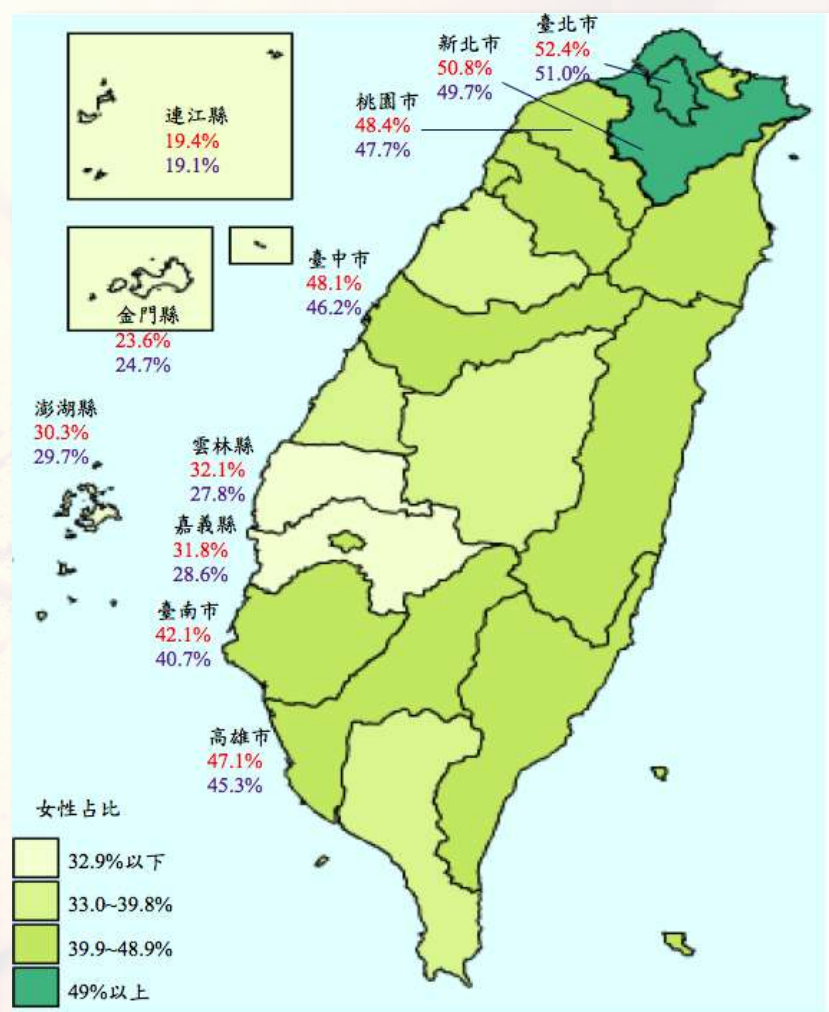 臺北市
52.4%
51.0%
新北市
50.8%
49.7%
桃園市
48.4%
47.7%
連江縣
19.4%
19.1%
臺中市
48.1%
46.2%
金門縣
23.6%
24.7%
澎湖縣
30.3%
29.7%
雲林縣
32.1%
27.8%
嘉義縣
31.8%
28.6%
臺南市
42.1%
40.7%
高雄市
47.1%
45.3%
女性占比
32.9%以下
33.0~39.8%
39.9~48.9%
49%以上